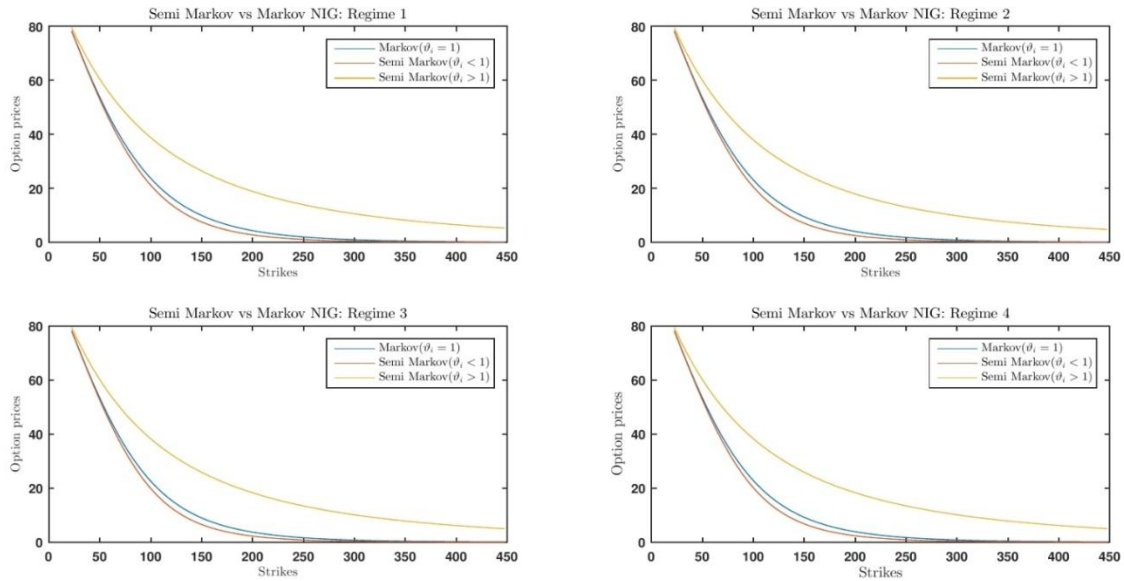 Semi Markov vs Markov NIG: Regime 1
Markov(ϑ_i = 1)
Semi Markov(ϑ_i < 1)
Semi Markov(ϑ_i > 1)
Option prices
80
60
40
20
0
0 50 100 150 200 250 300 350 400 450
Strikes
Semi Markov vs Markov NIG: Regime 2
Markov(ϑ_i = 1)
Semi Markov(ϑ_i < 1)
Semi Markov(ϑ_i > 1)
Option prices
80
60
40
20
0
0 50 100 150 200 250 300 350 400 450
Strikes
Semi Markov vs Markov NIG: Regime 3
Markov(ϑ_i = 1)
Semi Markov(ϑ_i < 1)
Semi Markov(ϑ_i > 1)
Option prices
80
60
40
20
0
0 50 100 150 200 250 300 350 400 450
Strikes
Semi Markov vs Markov NIG: Regime 4
Markov(ϑ_i = 1)
Semi Markov(ϑ_i < 1)
Semi Markov(ϑ_i > 1)
Option prices
80
60
40
20
0
0 50 100 150 200 250 300 350 400 450
Strikes